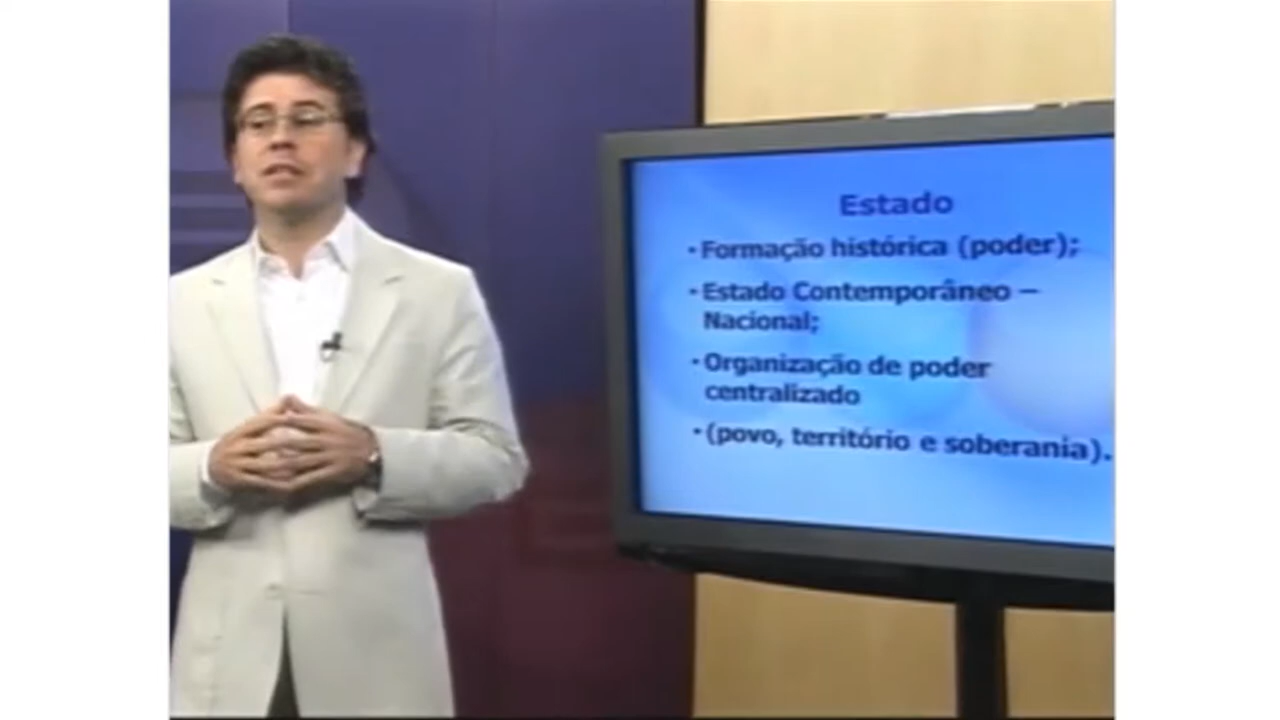 Estado
• Formação histórica (poder);
• Estado Contemporâneo –
Nacional;
• Organização de poder
centralizado
• (povo, território e soberania).